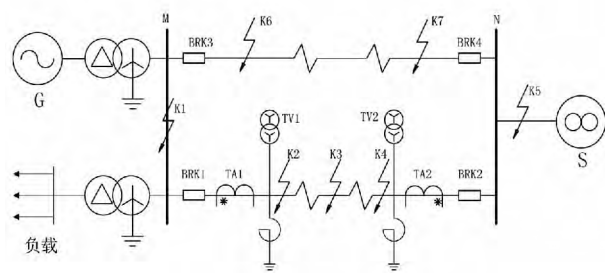 M
N
BRK3
K6
K7
BRK4
G
K1
K5
TV1
TV2
S
K2
K3
K4
BRK1
TA1
TA2
BRK2
*
*
负载